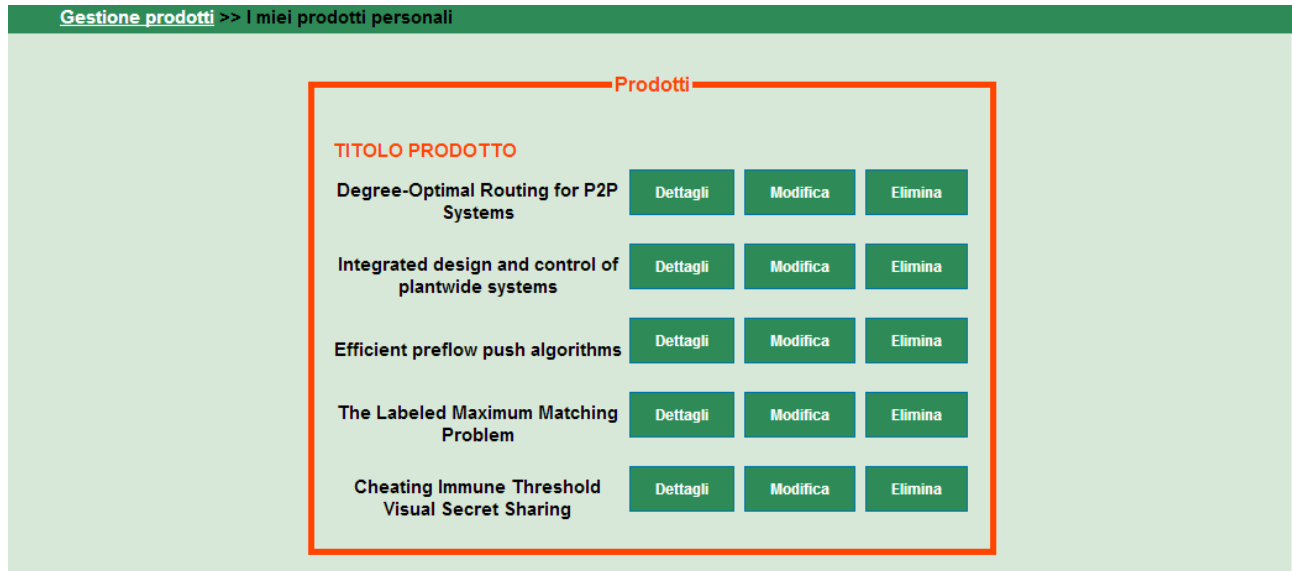 Gestione prodotti >> I miei prodotti personali
Prodotti
TITOLO PRODOTTO
Degree-Optimal Routing for P2P
Systems
Dettagli Modifica Elimina
Integrated design and control of
plantwide systems
Dettagli Modifica Elimina
Efficient preflow push algorithms
Dettagli Modifica Elimina
The Labeled Maximum Matching
Problem
Dettagli Modifica Elimina
Cheating Immune Threshold
Visual Secret Sharing
Dettagli Modifica Elimina